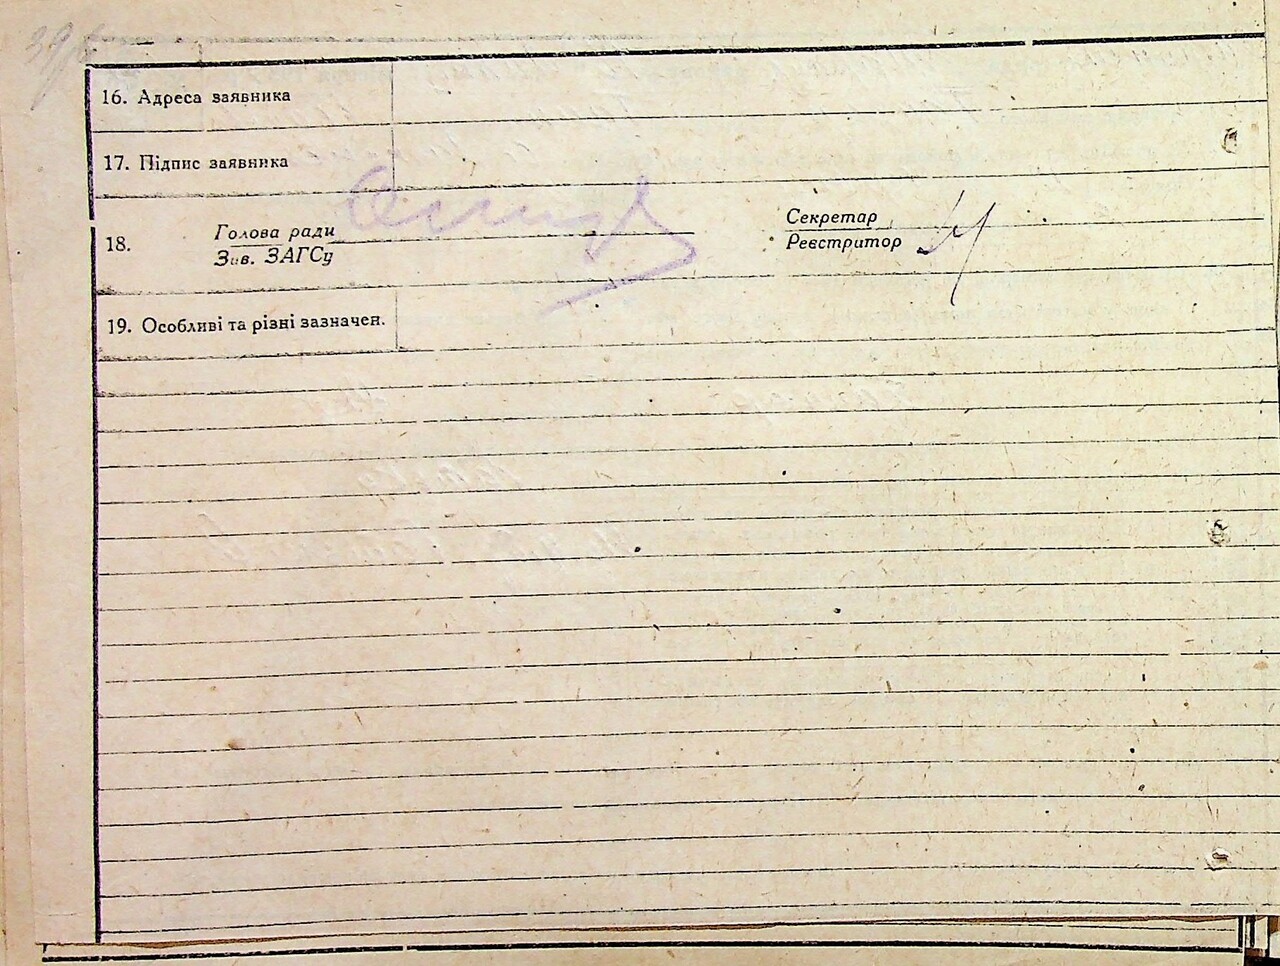 16. Адреса заявника
17. Підпис заявника
18.
Голова ради
Зав. ЗАГСу
Секретар
Реєстратор
19. Особливі та різні зазначен.